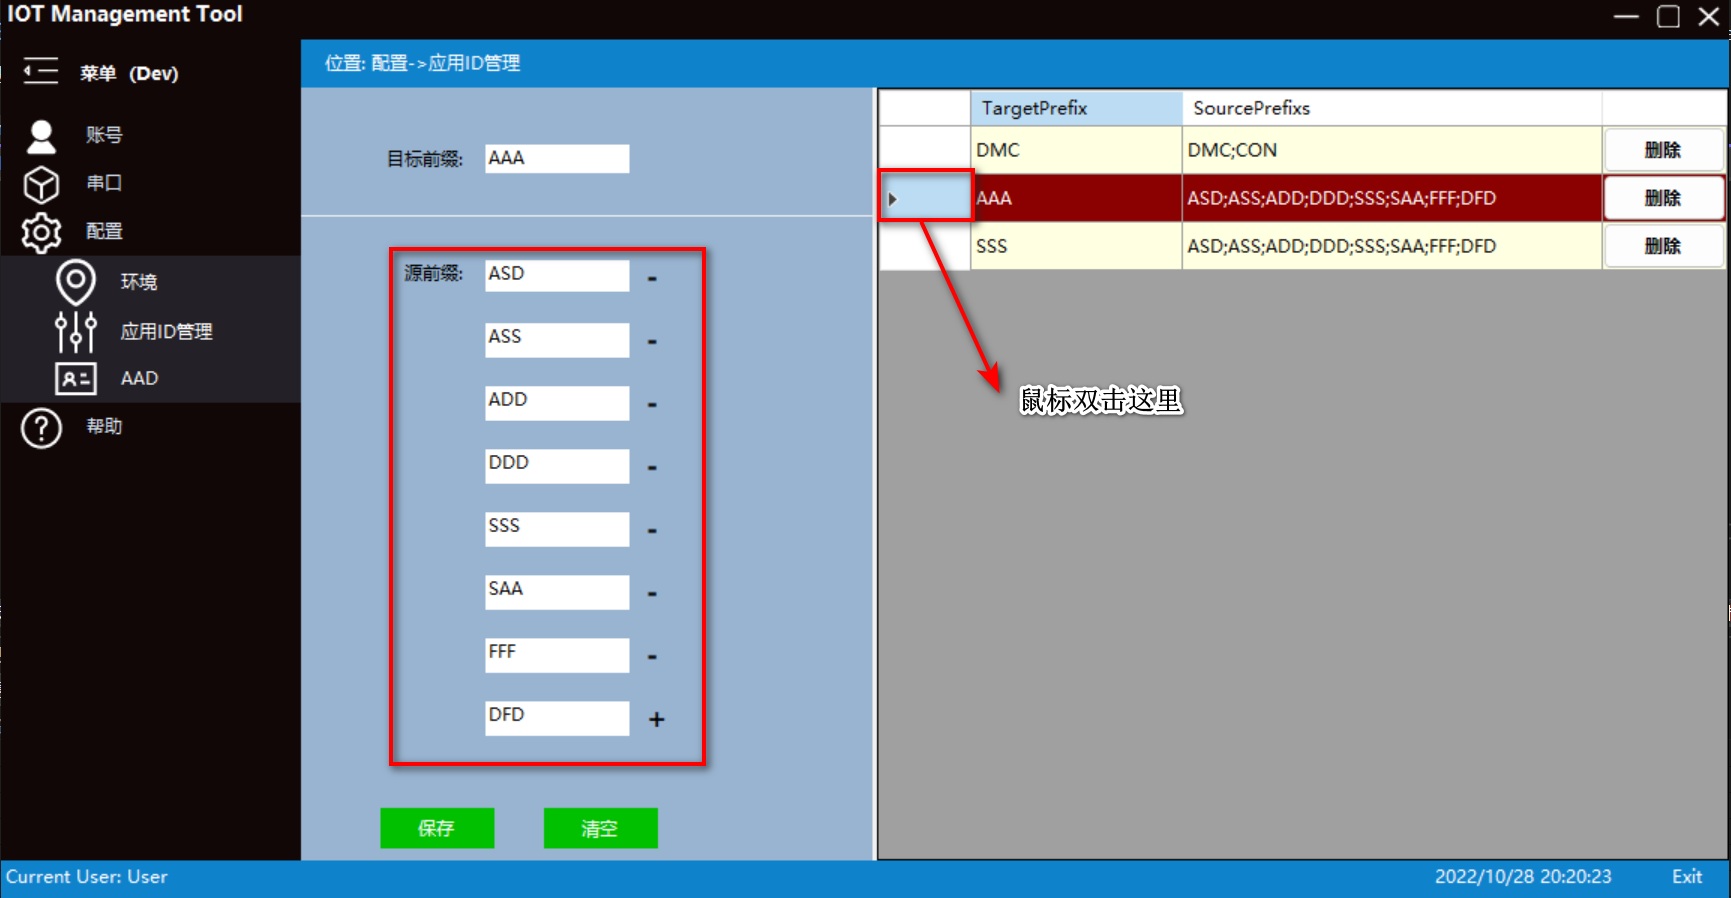 IOT Management Tool
菜单 (Dev)
账号
串口
配置
环境
应用ID管理
AAD
帮助
位置: 配置->应用ID管理
目标前缀: AAA
源前缀: ASD -
ASS -
ADD -
DDD -
SSS -
SAA -
FFF -
DFD +
保存 清空
TargetPrefix SourcePrefixs
DMC DMC;CON 删除
AAA ASD;ASS;ADD;DDD;SSS;SAA;FFF;DFD 删除
SSS ASD;ASS;ADD;DDD;SSS;SAA;FFF;DFD 删除
鼠标双击这里
Current User: User 2022/10/28 20:20:23 Exit